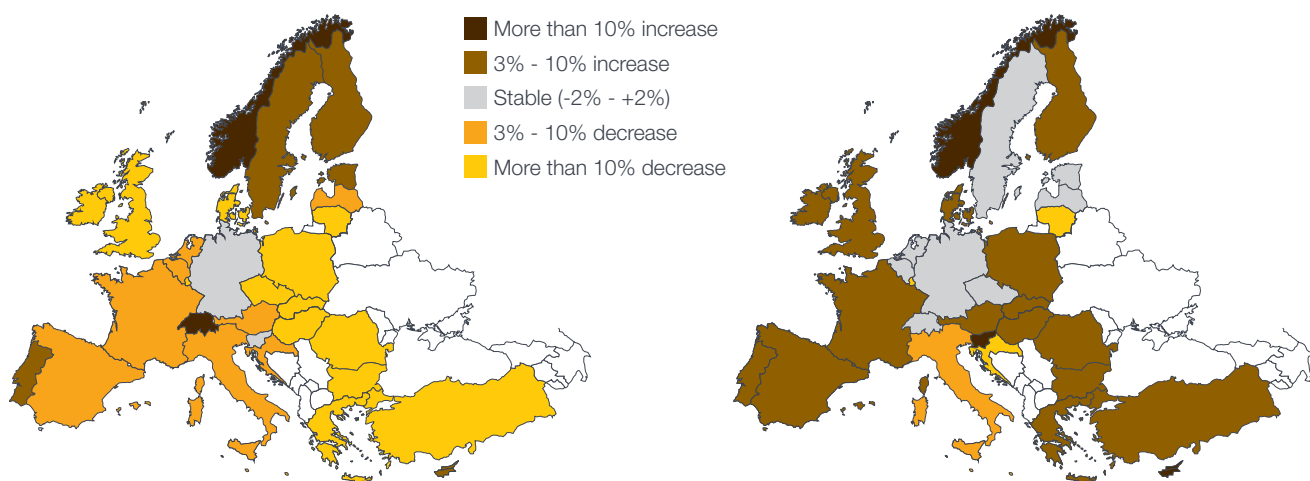 More than 10% increase
3% - 10% increase
Stable (-2% - +2%)
3% - 10% decrease
More than 10% decrease